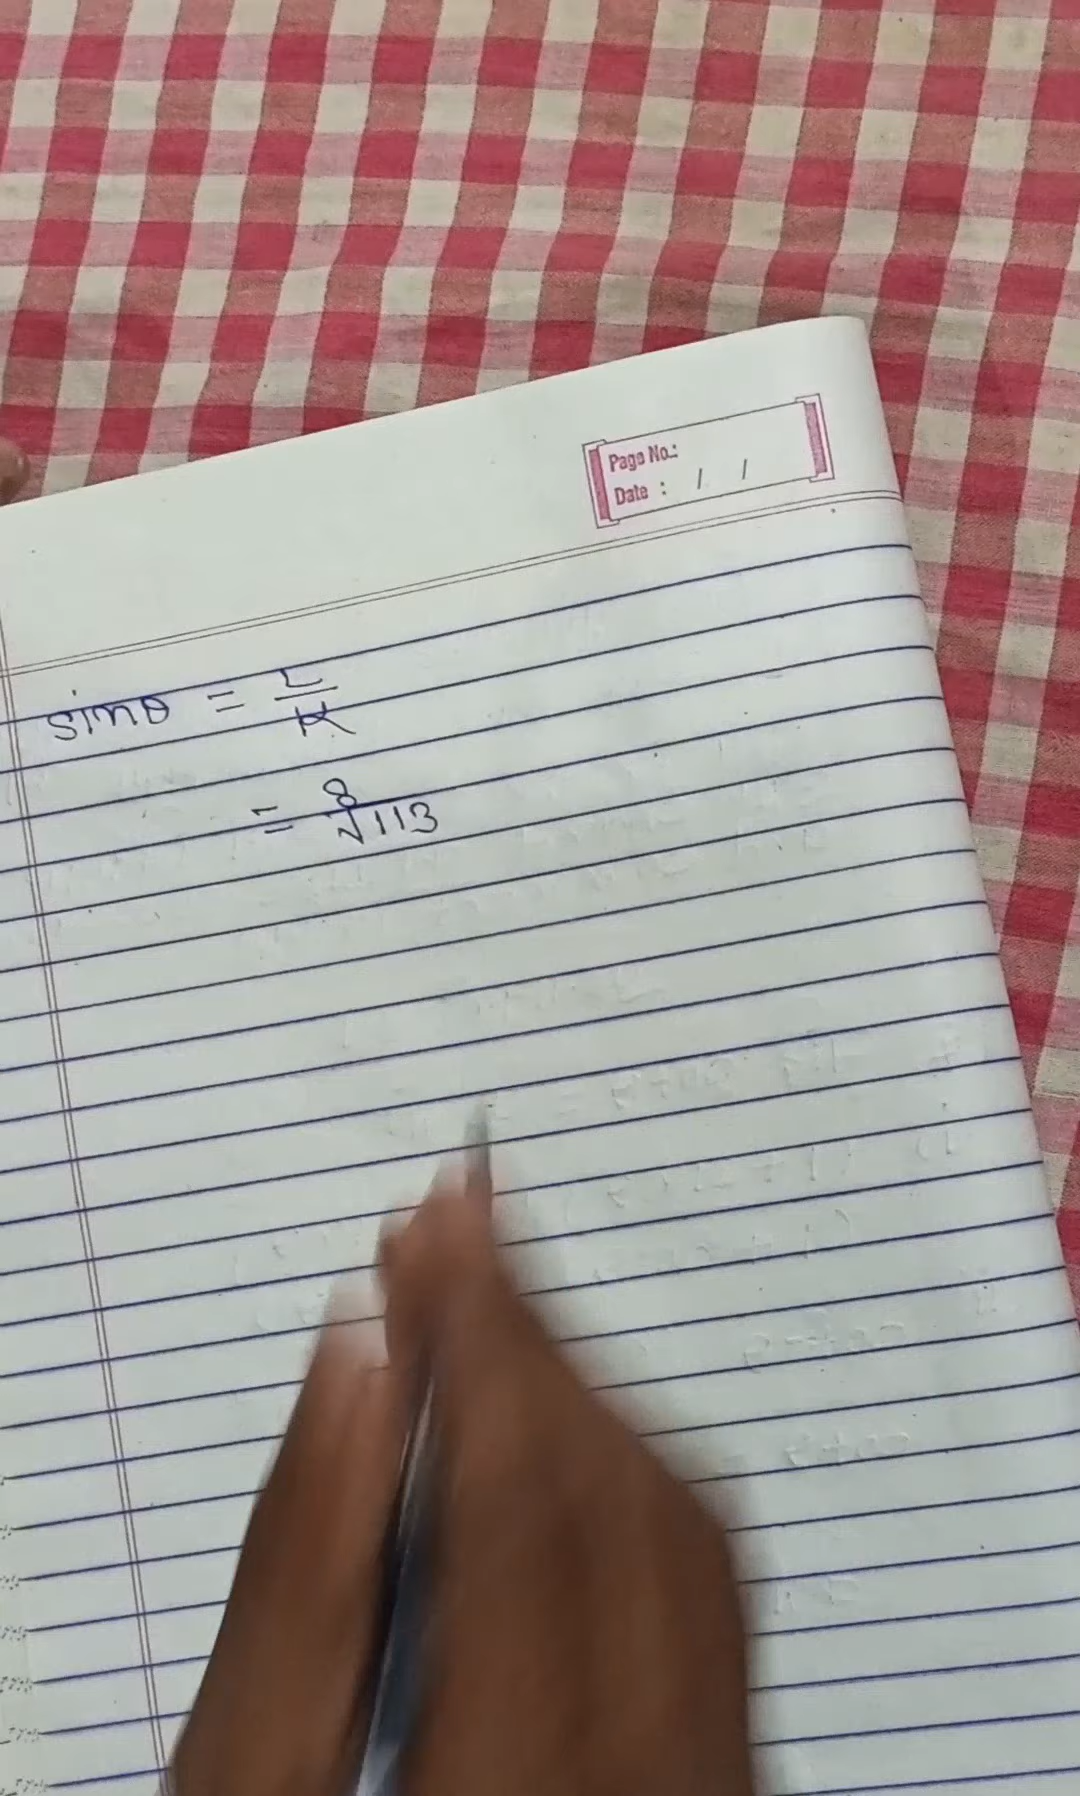 Page No.:
Date : / /
sinθ = L/K
= 8/√113